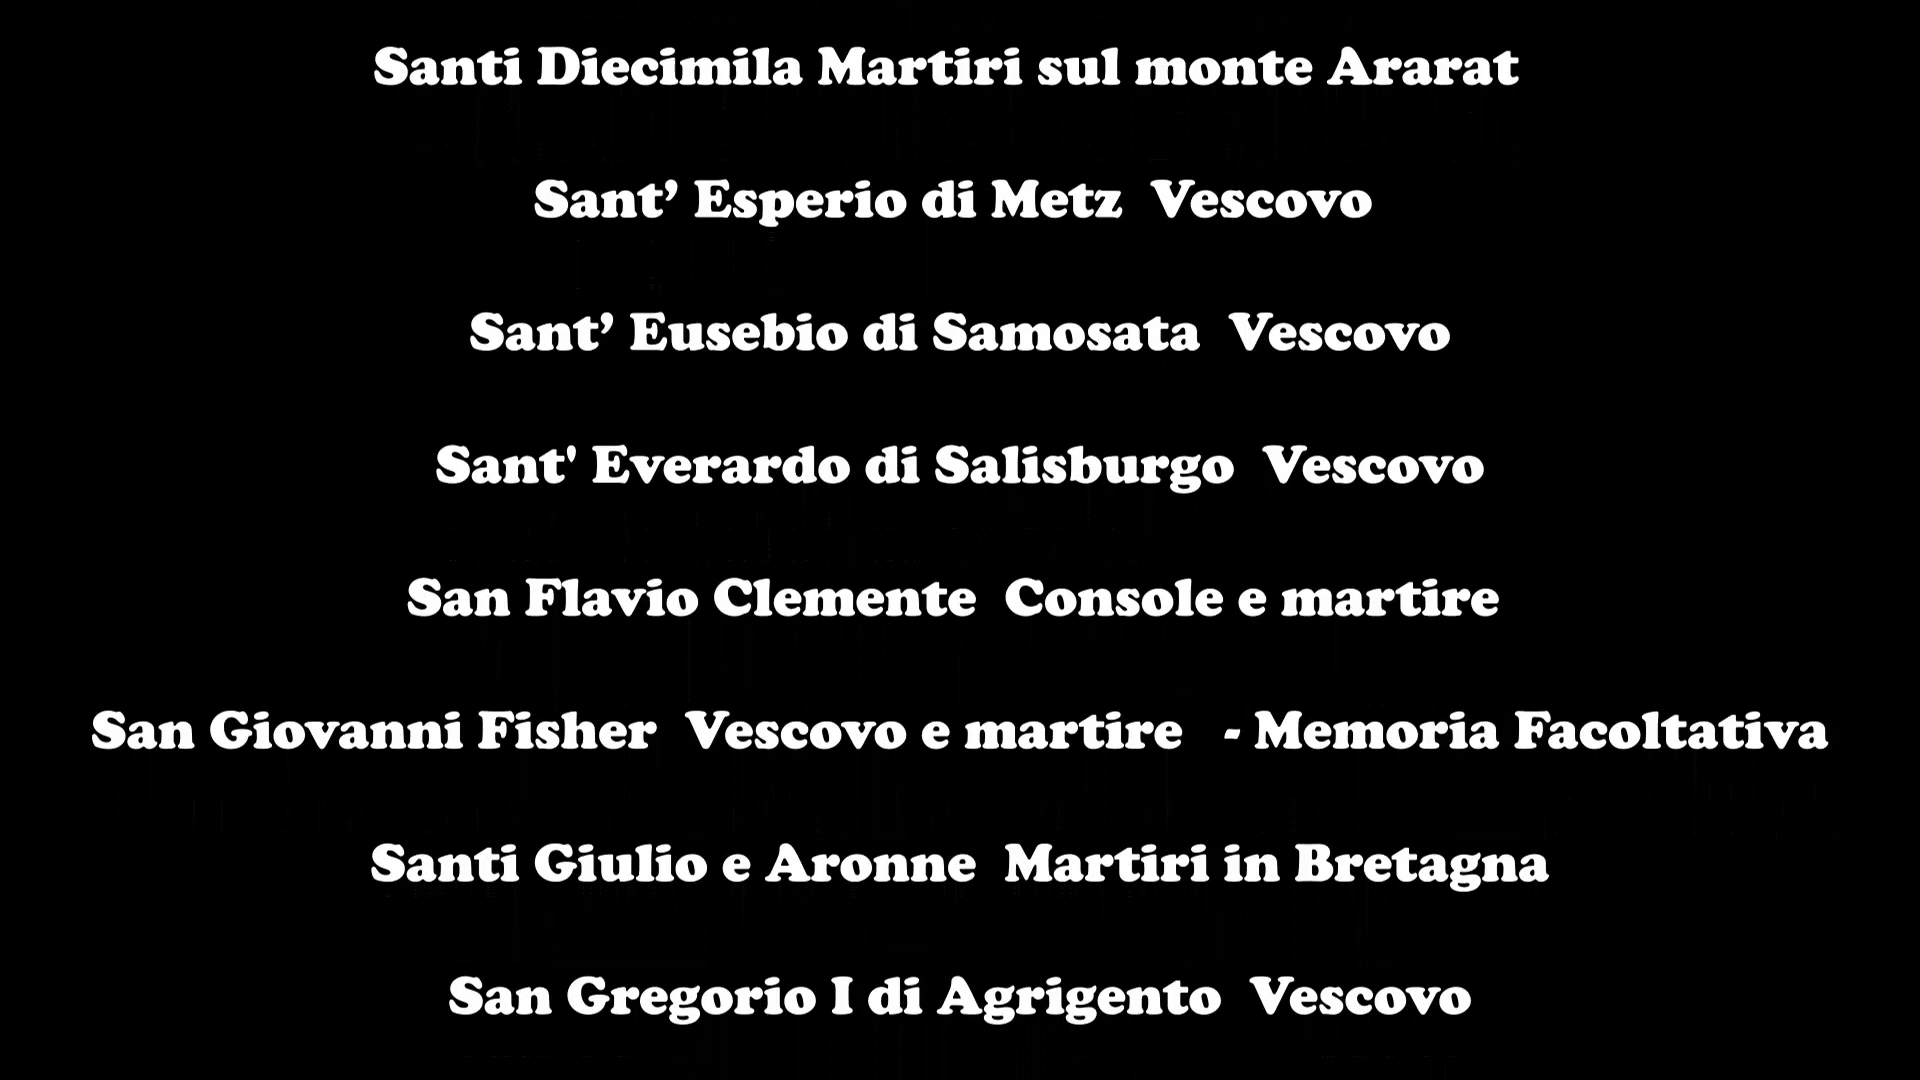 Santi Diecimila Martiri sul monte Ararat
Sant’ Esperio di Metz  Vescovo
Sant’ Eusebio di Samosata  Vescovo
Sant' Everardo di Salisburgo  Vescovo
San Flavio Clemente  Console e martire
San Giovanni Fisher  Vescovo e martire   - Memoria Facoltativa
Santi Giulio e Aronne  Martiri in Bretagna
San Gregorio I di Agrigento  Vescovo